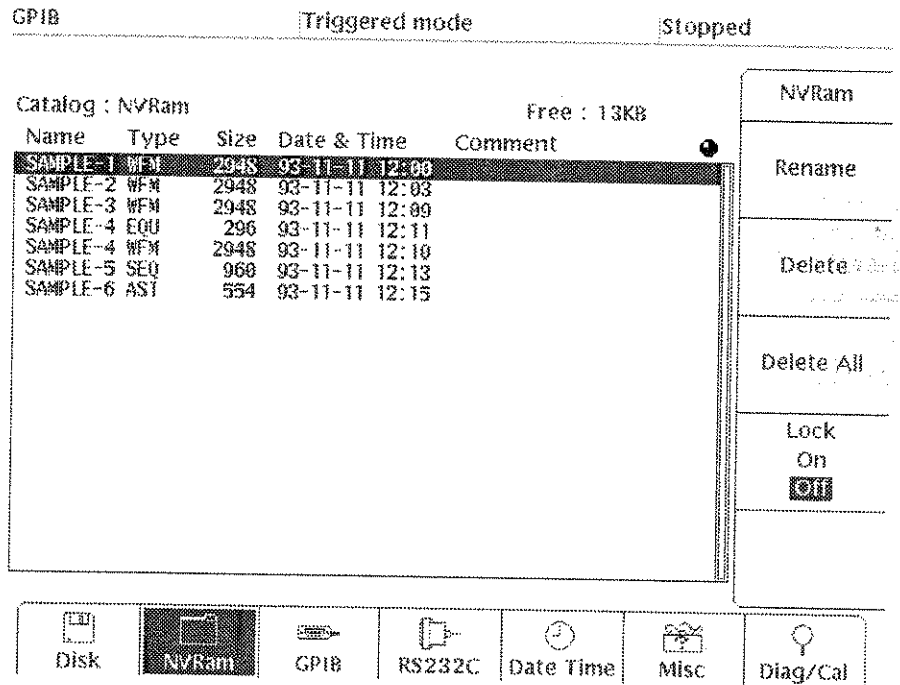 GPIB Triggered mode Stopped
Catalog : NVRam Free : 13KB
Name Type Size Date & Time Comment
SAMPLE-1 WFM 2948 93-11-11 12:00
SAMPLE-2 WFM 2948 93-11-11 12:03
SAMPLE-3 WFM 2948 93-11-11 12:09
SAMPLE-4 EQU 296 93-11-11 12:11
SAMPLE-4 WFM 2948 93-11-11 12:10
SAMPLE-5 SEQ 960 93-11-11 12:13
SAMPLE-6 AST 554 93-11-11 12:15
NVRam
Rename
Delete
Delete All
Lock
On
Off
Disk NVRam GPIB RS232C Date Time Misc Diag/Cal